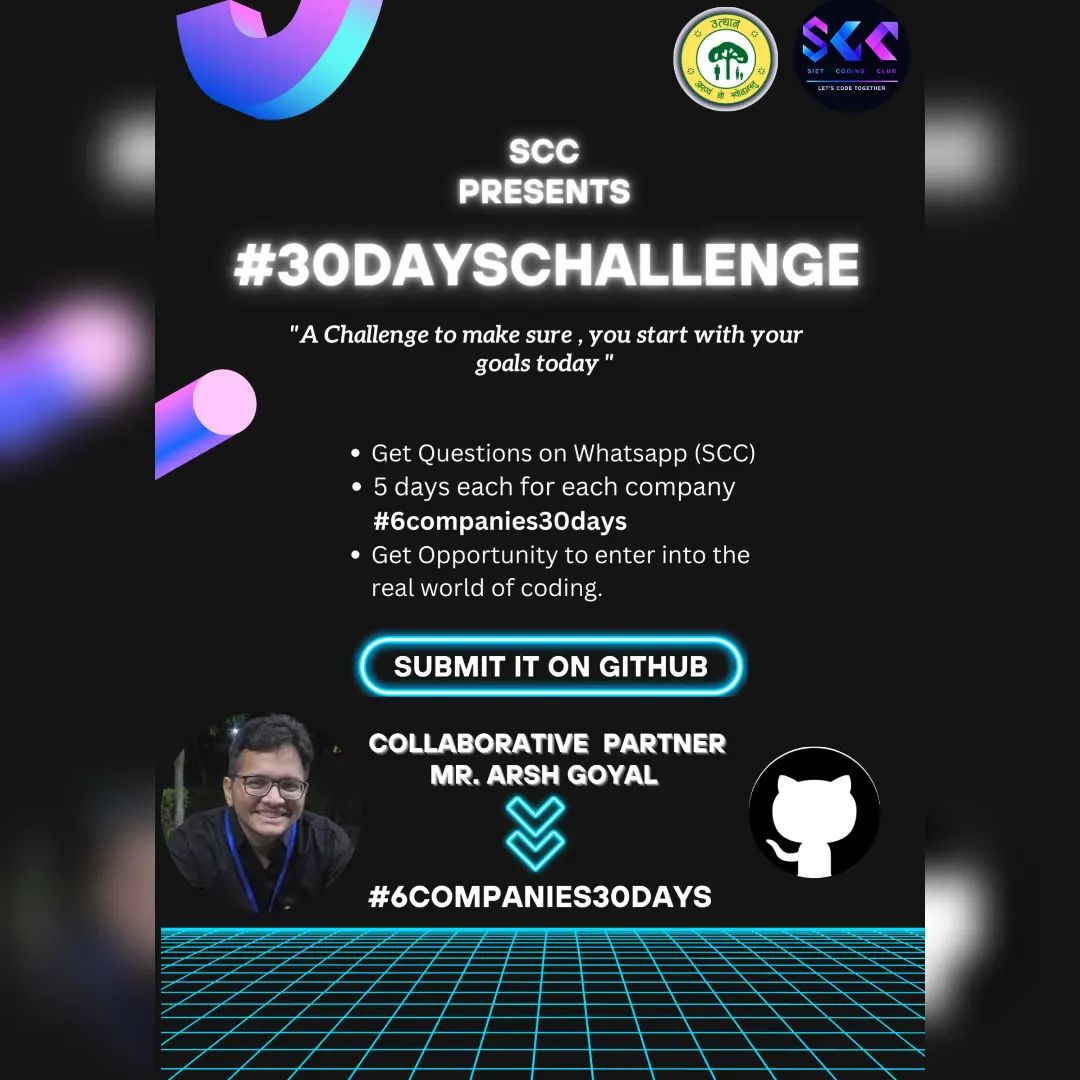 उत्थान
SCC
SIET CODING CLUB
LET'S CODE TOGETHER
SCC
PRESENTS
#30DAYSCHALLENGE
"A Challenge to make sure , you start with your
goals today "
• Get Questions on Whatsapp (SCC)
• 5 days each for each company
#6companies30days
• Get Opportunity to enter into the
real world of coding.
SUBMIT IT ON GITHUB
COLLABORATIVE PARTNER
MR. ARSH GOYAL
#6COMPANIES30DAYS